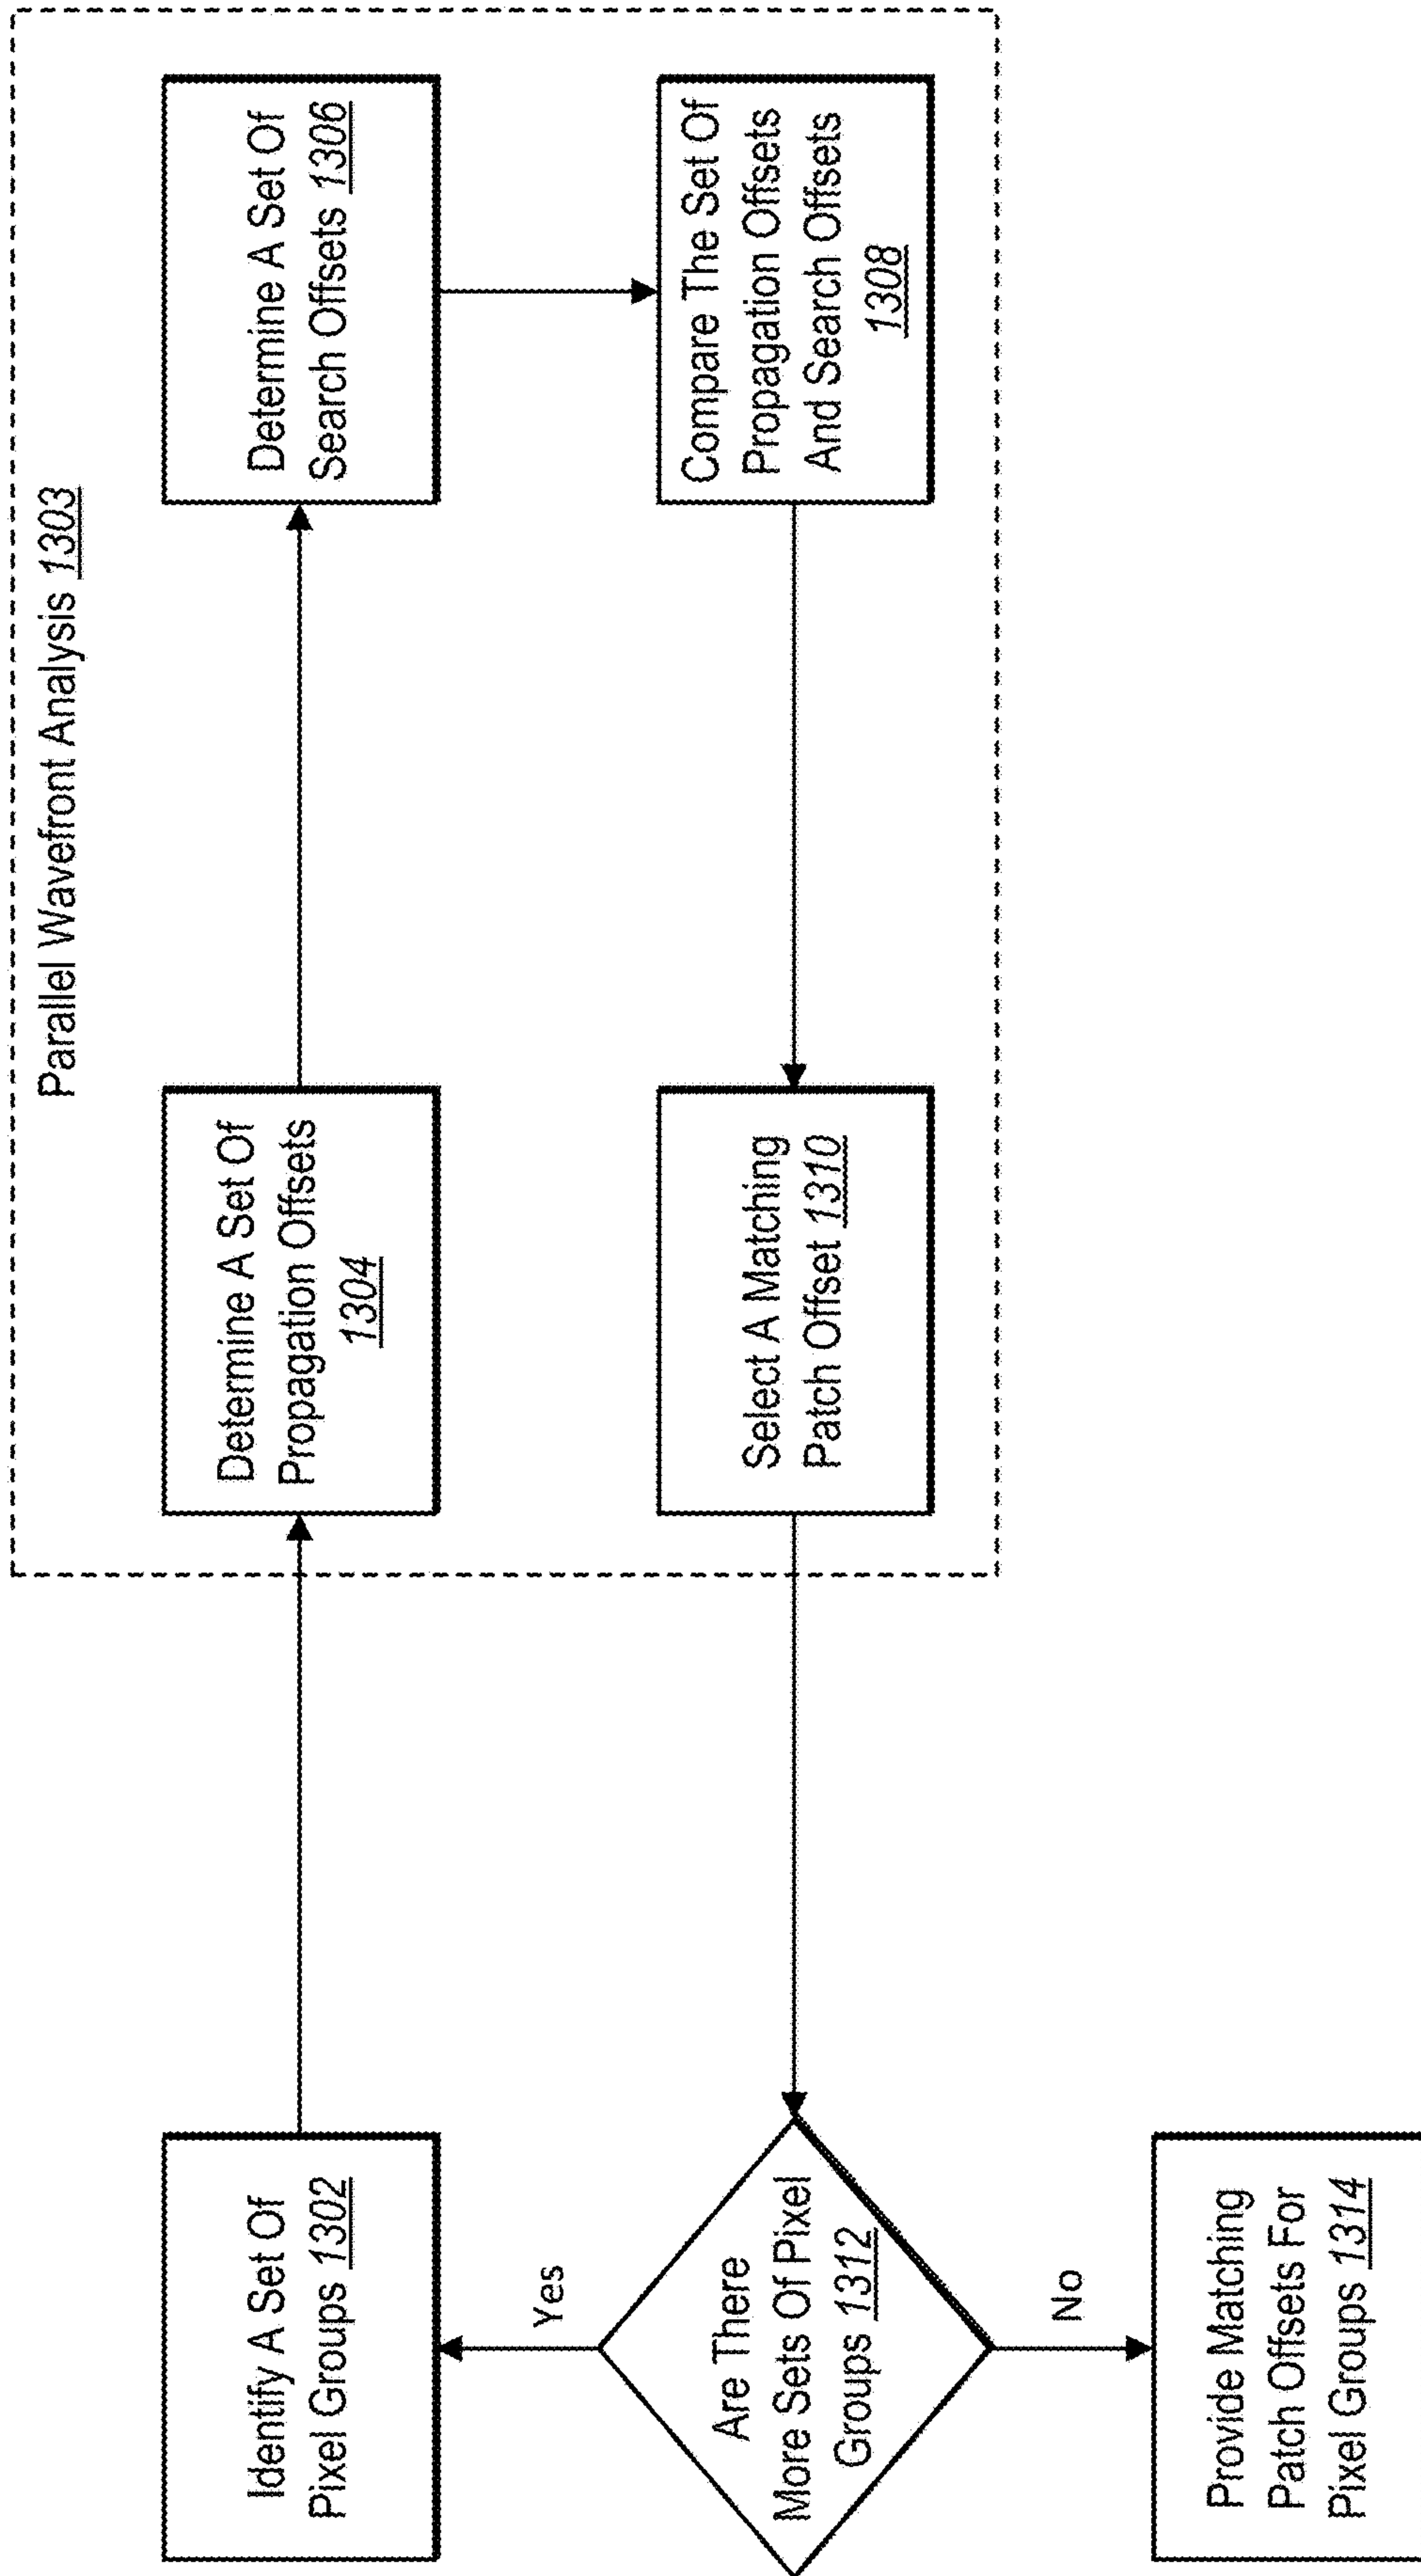 Parallel Wavefront Analysis 1303
Identify A Set Of
Pixel Groups 1302
Determine A Set Of
Propagation Offsets
1304
Determine A Set Of
Search Offsets 1306
Compare The Set Of
Propagation Offsets
And Search Offsets
1308
Select A Matching
Patch Offset 1310
Are There
More Sets Of Pixel
Groups 1312
Yes
No
Provide Matching
Patch Offsets For
Pixel Groups 1314